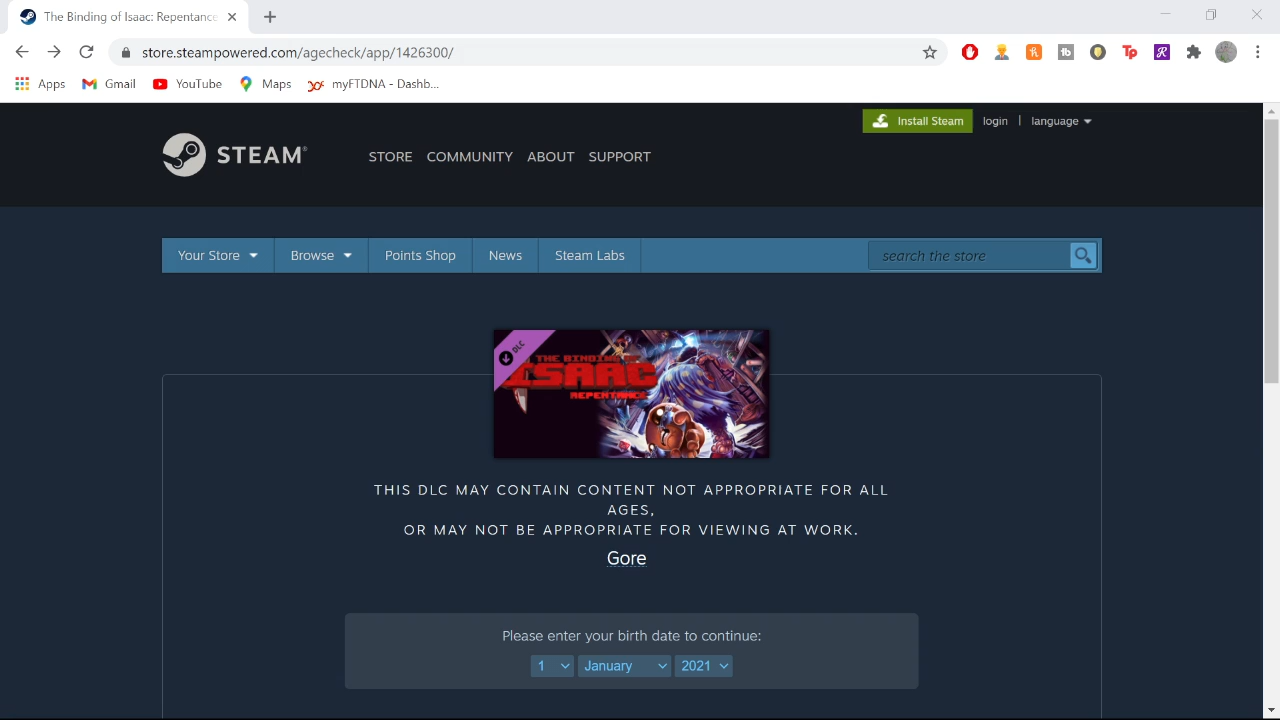 The Binding of Isaac: Repentance
store.steampowered.com/agecheck/app/1426300/
Apps Gmail YouTube Maps myFTDNA - Dashb...
Install Steam login | language
STEAM® STORE COMMUNITY ABOUT SUPPORT
Your Store Browse Points Shop News Steam Labs search the store
DLC
THE BINDING OF
ISAAC
REPENTANCE
THIS DLC MAY CONTAIN CONTENT NOT APPROPRIATE FOR ALL
AGES,
OR MAY NOT BE APPROPRIATE FOR VIEWING AT WORK.
Gore
Please enter your birth date to continue:
1 January 2021